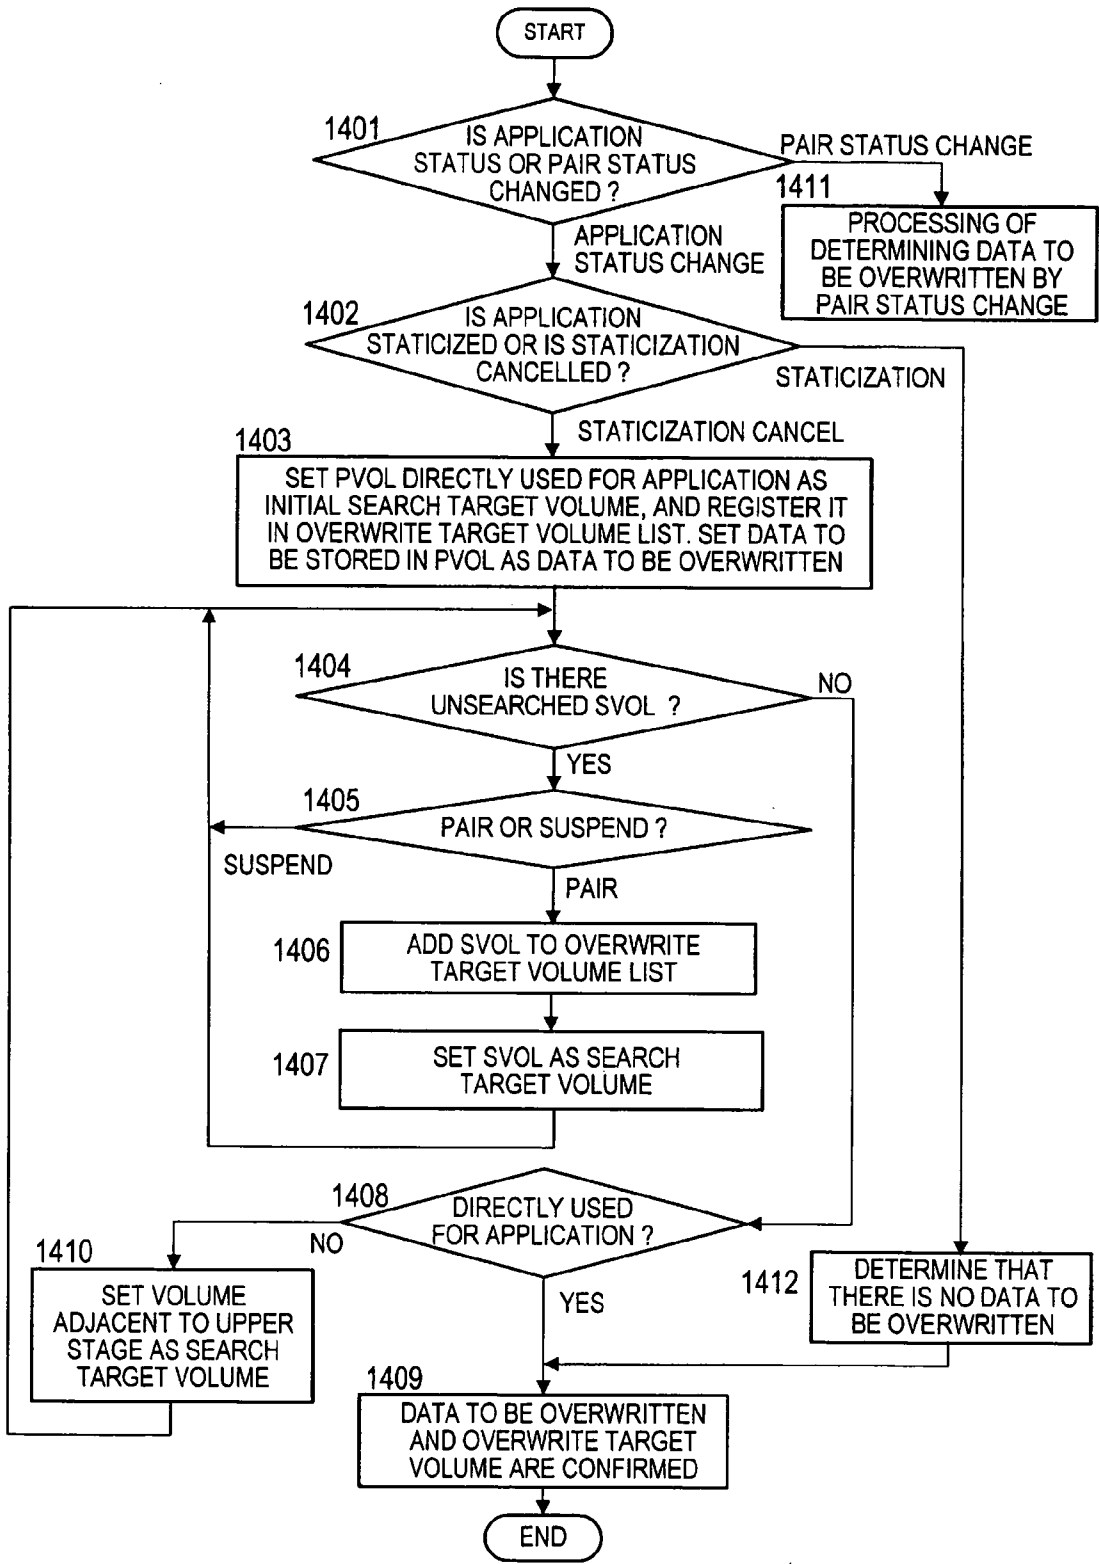 START
1401
IS APPLICATION
STATUS OR PAIR STATUS
CHANGED ?
PAIR STATUS CHANGE
1411
PROCESSING OF
DETERMINING DATA TO
BE OVERWRITTEN BY
PAIR STATUS CHANGE
APPLICATION
STATUS CHANGE
1402
IS APPLICATION
STATICIZED OR IS STATICIZATION
CANCELLED ?
STATICIZATION
STATICIZATION CANCEL
1403
SET PVOL DIRECTLY USED FOR APPLICATION AS
INITIAL SEARCH TARGET VOLUME, AND REGISTER IT
IN OVERWRITE TARGET VOLUME LIST. SET DATA TO
BE STORED IN PVOL AS DATA TO BE OVERWRITTEN
1404
IS THERE
UNSEARCHED SVOL ?
NO
YES
1405
PAIR OR SUSPEND ?
SUSPEND
PAIR
1406
ADD SVOL TO OVERWRITE
TARGET VOLUME LIST
1407
SET SVOL AS SEARCH
TARGET VOLUME
1408
DIRECTLY USED
FOR APPLICATION ?
NO
YES
1410
SET VOLUME
ADJACENT TO UPPER
STAGE AS SEARCH
TARGET VOLUME
1412
DETERMINE THAT
THERE IS NO DATA TO
BE OVERWRITTEN
1409
DATA TO BE OVERWRITTEN
AND OVERWRITE TARGET
VOLUME ARE CONFIRMED
END